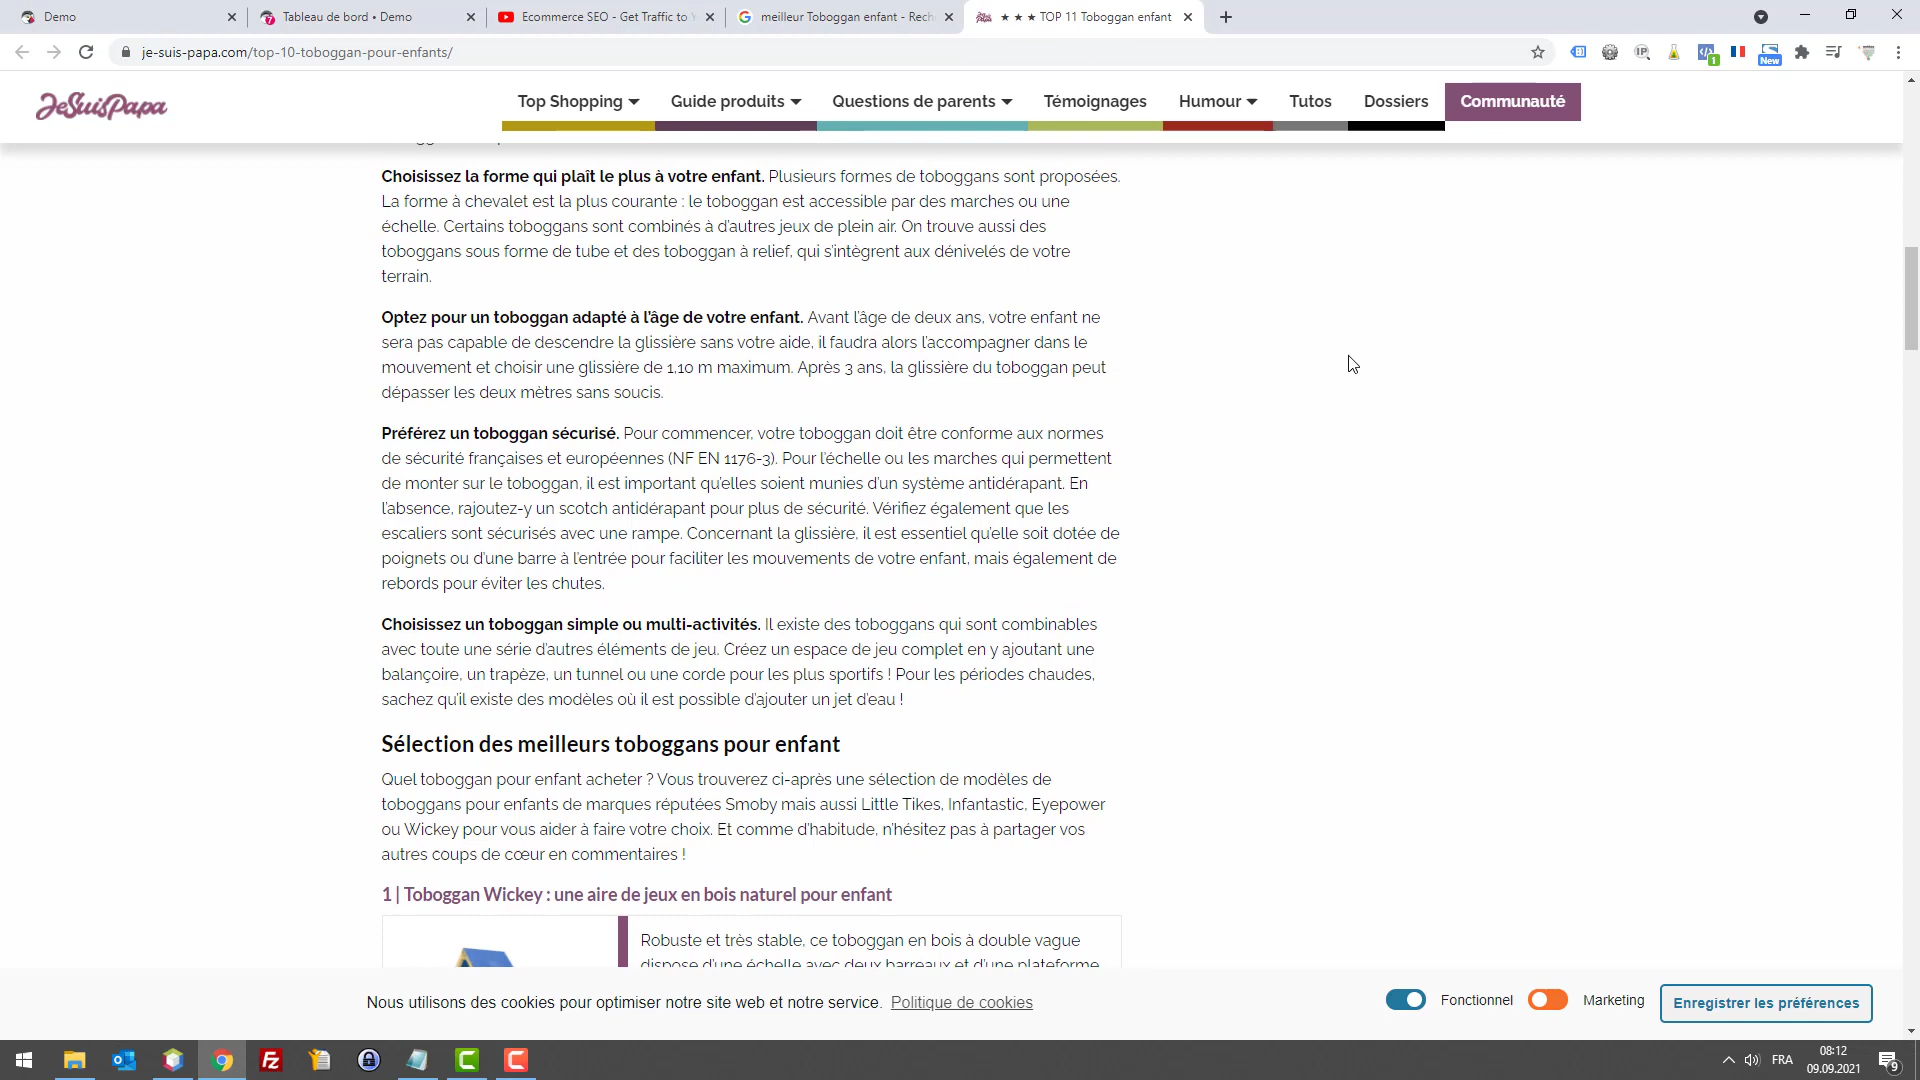 Demo
Tableau de bord • Demo
Ecommerce SEO - Get Traffic to
meilleur Toboggan enfant - Rech
★ ★ ★ TOP 11 Toboggan enfant
je-suis-papa.com/top-10-toboggan-pour-enfants/
IP
1
New
JeSuisPapa
Top Shopping
Guide produits
Questions de parents
Témoignages
Humour
Tutos
Dossiers
Communauté
Choisissez la forme qui plaît le plus à votre enfant. Plusieurs formes de toboggans sont proposées.
La forme à chevalet est la plus courante : le toboggan est accessible par des marches ou une
échelle. Certains toboggans sont combinés à d'autres jeux de plein air. On trouve aussi des
toboggans sous forme de tube et des toboggan à relief, qui s'intègrent aux dénivelés de votre
terrain.
Optez pour un toboggan adapté à l'âge de votre enfant. Avant l'âge de deux ans, votre enfant ne
sera pas capable de descendre la glissière sans votre aide, il faudra alors l'accompagner dans le
mouvement et choisir une glissière de 1,10 m maximum. Après 3 ans, la glissière du toboggan peut
dépasser les deux mètres sans soucis.
Préférez un toboggan sécurisé. Pour commencer, votre toboggan doit être conforme aux normes
de sécurité françaises et européennes (NF EN 1176-3). Pour l'échelle ou les marches qui permettent
de monter sur le toboggan, il est important qu'elles soient munies d'un système antidérapant. En
l'absence, rajoutez-y un scotch antidérapant pour plus de sécurité. Vérifiez également que les
escaliers sont sécurisés avec une rampe. Concernant la glissière, il est essentiel qu'elle soit dotée de
poignets ou d'une barre à l'entrée pour faciliter les mouvements de votre enfant, mais également de
rebords pour éviter les chutes.
Choisissez un toboggan simple ou multi-activités. Il existe des toboggans qui sont combinables
avec toute une série d'autres éléments de jeu. Créez un espace de jeu complet en y ajoutant une
balançoire, un trapèze, un tunnel ou une corde pour les plus sportifs ! Pour les périodes chaudes,
sachez qu'il existe des modèles où il est possible d'ajouter un jet d'eau !
Sélection des meilleurs toboggans pour enfant
Quel toboggan pour enfant acheter ? Vous trouverez ci-après une sélection de modèles de
toboggans pour enfants de marques réputées Smoby mais aussi Little Tikes, Infantastic, Eyepower
ou Wickey pour vous aider à faire votre choix. Et comme d'habitude, n'hésitez pas à partager vos
autres coups de cœur en commentaires !
1 | Toboggan Wickey : une aire de jeux en bois naturel pour enfant
Robuste et très stable, ce toboggan en bois à double vague
dispose d'une échelle avec deux barreaux et d'une plateforme
Nous utilisons des cookies pour optimiser notre site web et notre service. Politique de cookies
Fonctionnel
Marketing
Enregistrer les préférences
FRA
08:12
09.09.2021
9